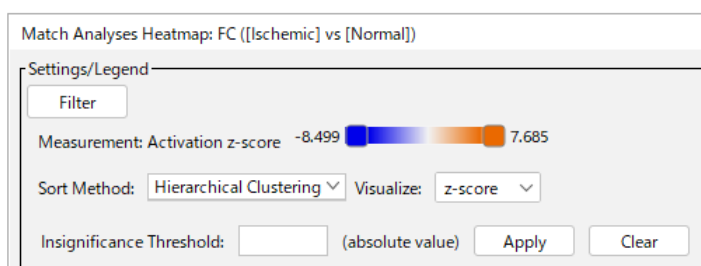 Match Analyses Heatmap: FC ([Ischemic] vs [Normal])
Settings/Legend
Filter
Measurement: Activation z-score -8.499 7.685
Sort Method: Hierarchical Clustering Visualize: z-score
Insignificance Threshold: (absolute value) Apply Clear